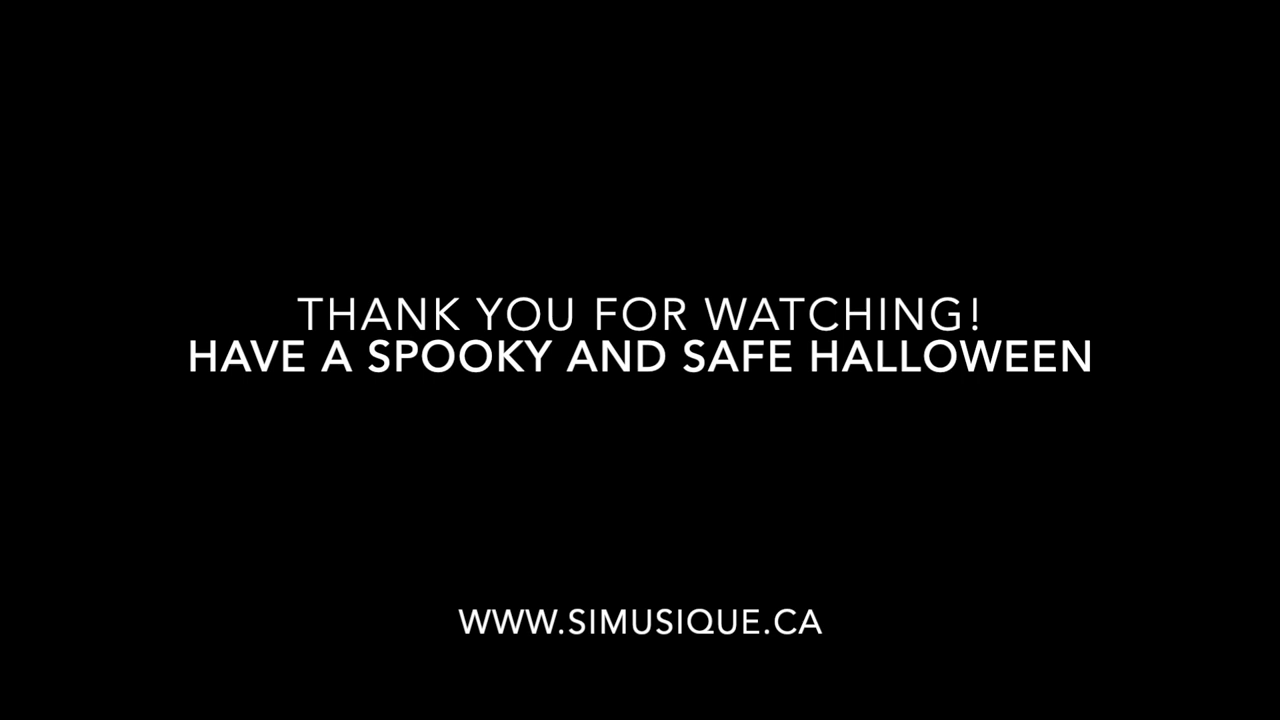 THANK YOU FOR WATCHING!
HAVE A SPOOKY AND SAFE HALLOWEEN
WWW.SIMUSIQUE.CA